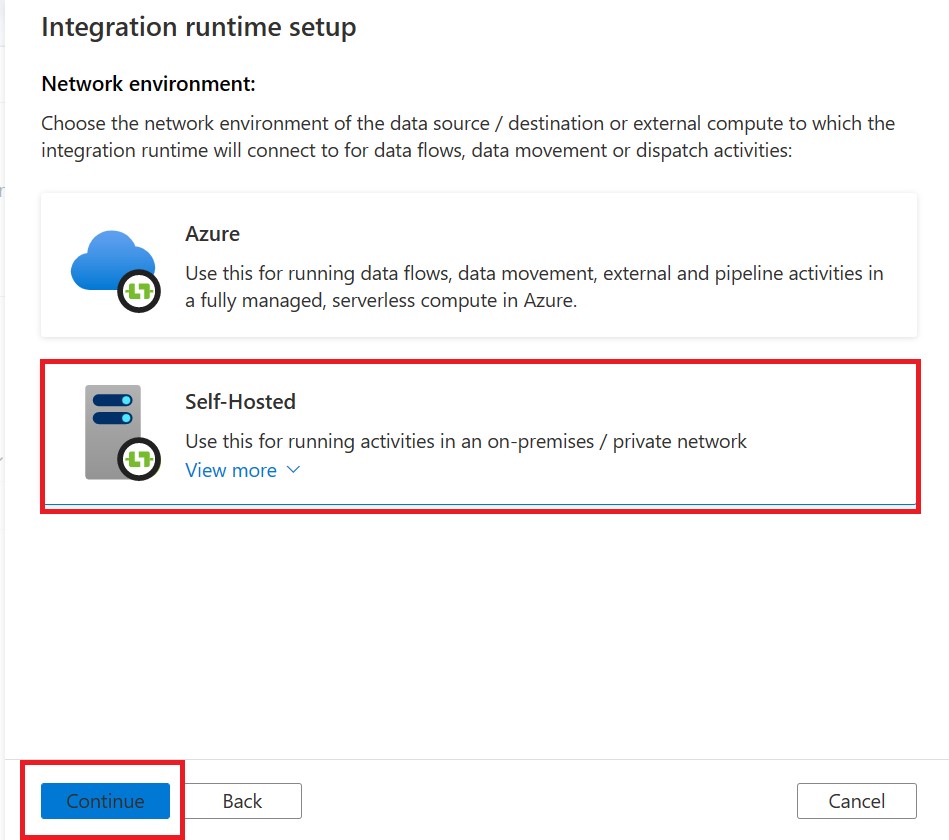 Integration runtime setup
Network environment:
Choose the network environment of the data source / destination or external compute to which the
integration runtime will connect to for data flows, data movement or dispatch activities:
Azure
Use this for running data flows, data movement, external and pipeline activities in
a fully managed, serverless compute in Azure.
Self-Hosted
Use this for running activities in an on-premises / private network
View more
Continue
Back
Cancel